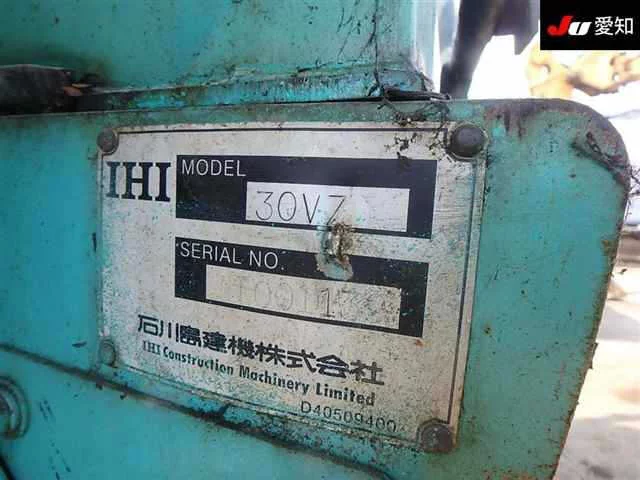 JU 愛知
IHI
MODEL
30VZ
SERIAL NO.
石川島建機株式会社
IHI Construction Machinery Limited
D40509400